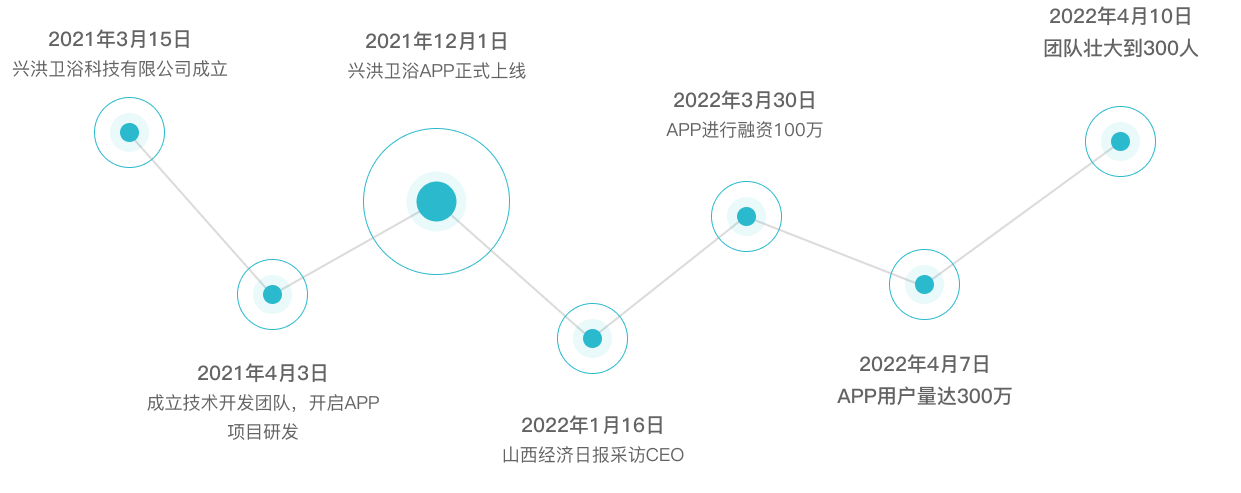 2021年3月15日
兴洪卫浴科技有限公司成立
2021年4月3日
成立技术开发团队，开启APP
项目研发
2021年12月1日
兴洪卫浴APP正式上线
2022年1月16日
山西经济日报采访CEO
2022年3月30日
APP进行融资100万
2022年4月7日
APP用户量达300万
2022年4月10日
团队壮大到300人